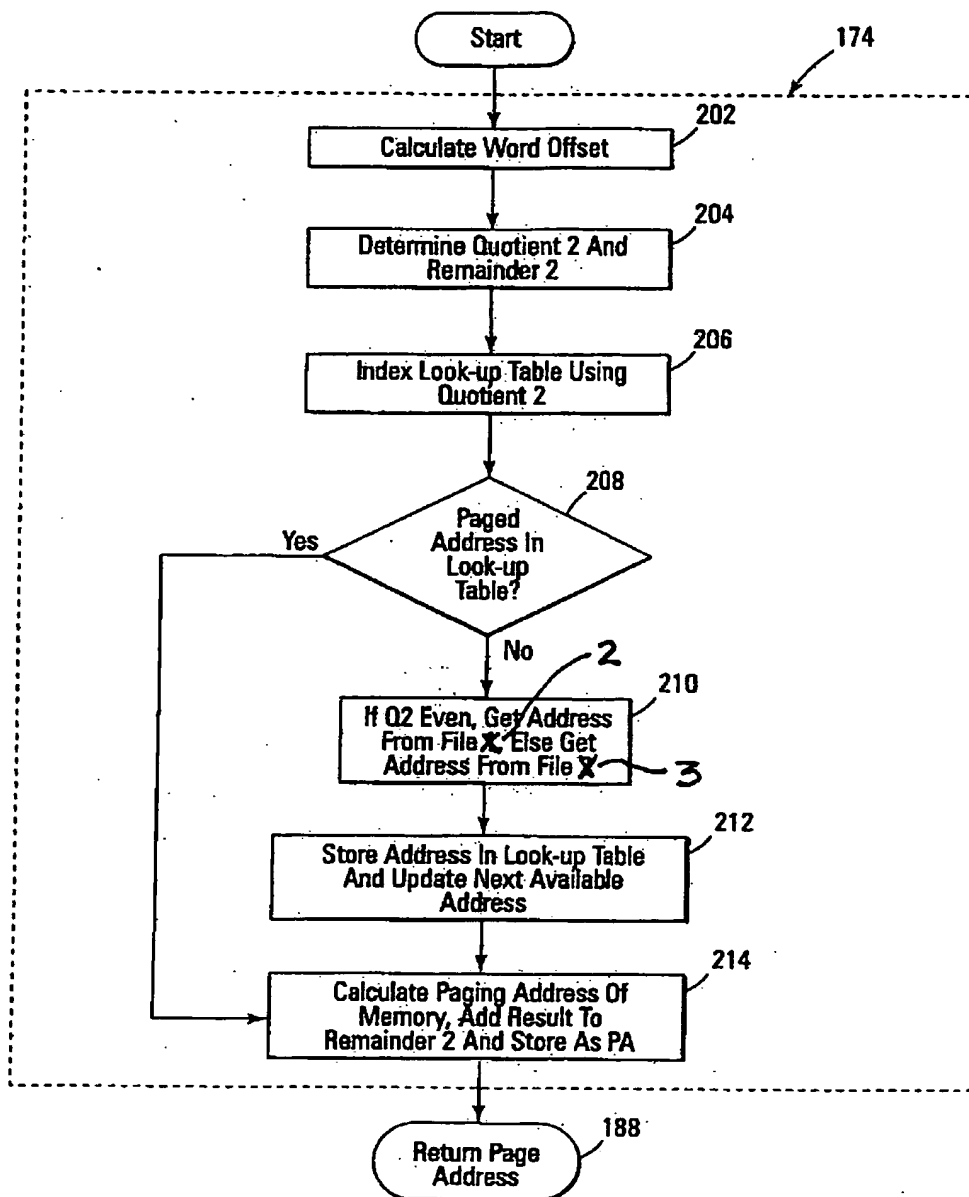 Start
174
202
Calculate Word Offset
204
Determine Quotient 2 And
Remainder 2
206
Index Look-up Table Using
Quotient 2
208
Paged
Address In
Look-up
Table?
Yes
No
2
210
If Q2 Even, Get Address
From File X, Else Get
Address From File X
3
212
Store Address In Look-up Table
And Update Next Available
Address
214
Calculate Paging Address Of
Memory, Add Result To
Remainder 2 And Store As PA
188
Return Page
Address